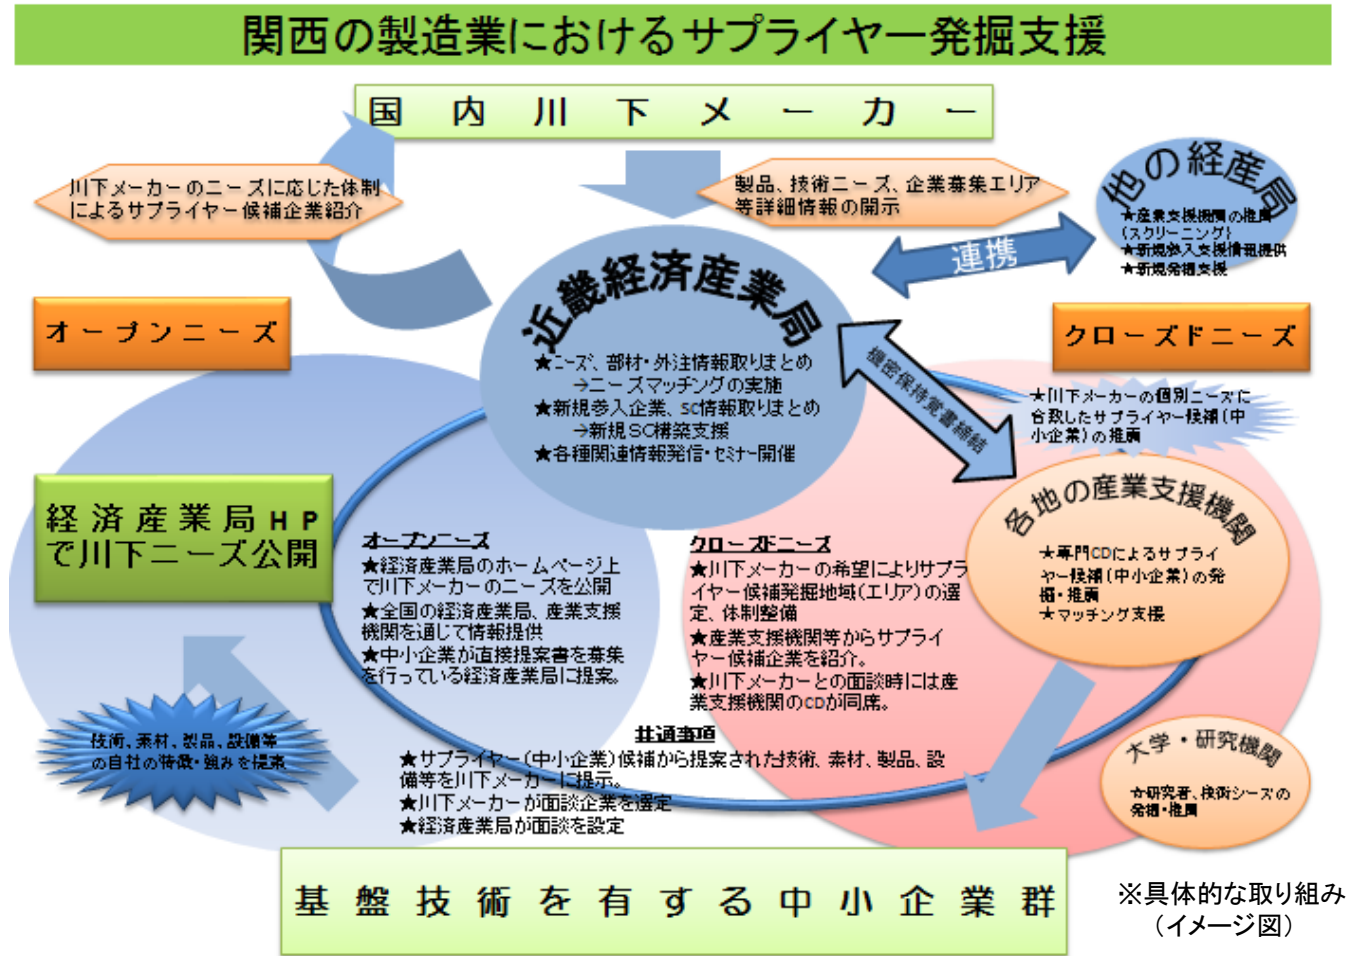 関西の製造業におけるサプライヤー発掘支援
国内川下メーカー
川下メーカーのニーズに応じた体制
によるサプライヤー候補企業紹介
製品、技術ニーズ、企業募集エリア
等詳細情報の開示
他の経産局
★産業支援機関の推薦
(スクリーニング)
★新規参入支援情報提供
★新規発掘支援
連携
近畿経済産業局
★ニーズ、部材・外注情報取りまとめ
→ニーズマッチングの実施
★新規参入企業、SC情報取りまとめ
→新規SC構築支援
★各種関連情報発信・セミナー開催
機密保持覚書締結
オープンニーズ
クローズドニーズ
★川下メーカーの個別ニーズに
合致したサプライヤー候補(中
小企業)の推薦
経済産業局HP
で川下ニーズ公開
各地の産業支援機関
★専門CDによるサプライ
ヤー候補(中小企業)の発
掘・推薦
★マッチング支援
オープンニーズ
★経済産業局のホームページ上
で川下メーカーのニーズを公開
★全国の経済産業局、産業支援
機関を通じて情報提供
★中小企業が直接提案書を募集
を行っている経済産業局に提案。
クローズドニーズ
★川下メーカーの希望によりサプラ
イヤー候補発掘地域(エリア)の選
定、体制整備
★産業支援機関等からサプライ
ヤー候補企業を紹介。
★川下メーカーとの面談時には産
業支援機関のCDが同席。
技術、素材、製品、設備等
の自社の特徴・強みを提案
共通事項
★サプライヤー(中小企業)候補から提案された技術、素材、製品、設
備等を川下メーカーに提示。
★川下メーカーが面談企業を選定
★経済産業局が面談を設定
大学・研究機関
☆研究者、技術シーズの
発掘・推薦
基盤技術を有する中小企業群
※具体的な取り組み
(イメージ図)